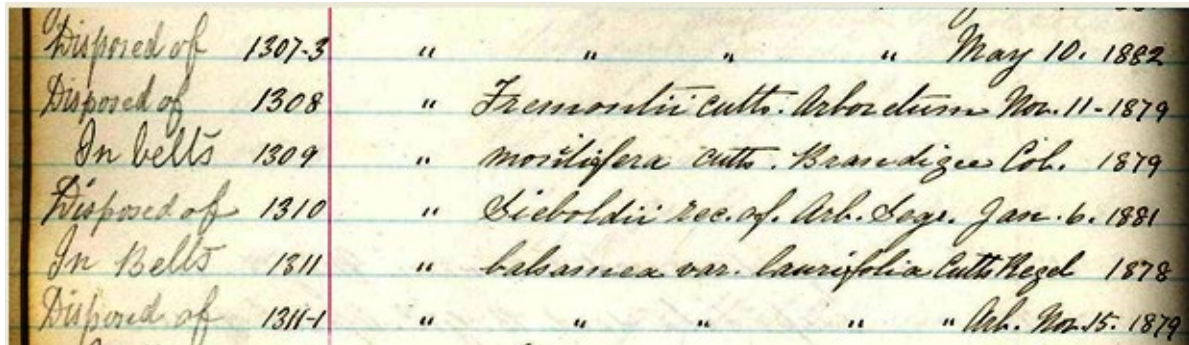 Disposed of 1307-3 " " " " May 10. 1882
Disposed of 1308 " Fremontii cutts. Arboretum Nov. 11-1879
In belts 1309 " monilifera cutts. Col. 1879
Disposed of 1310 " Sieboldii rec. of. Arb. Segr. Jan. 6. 1881
In Belts 1311 " balsamea var. laurifolia Cutts Regel 1878
Disposed of 1311-1 " " " " " Arb. Nov. 15. 1879